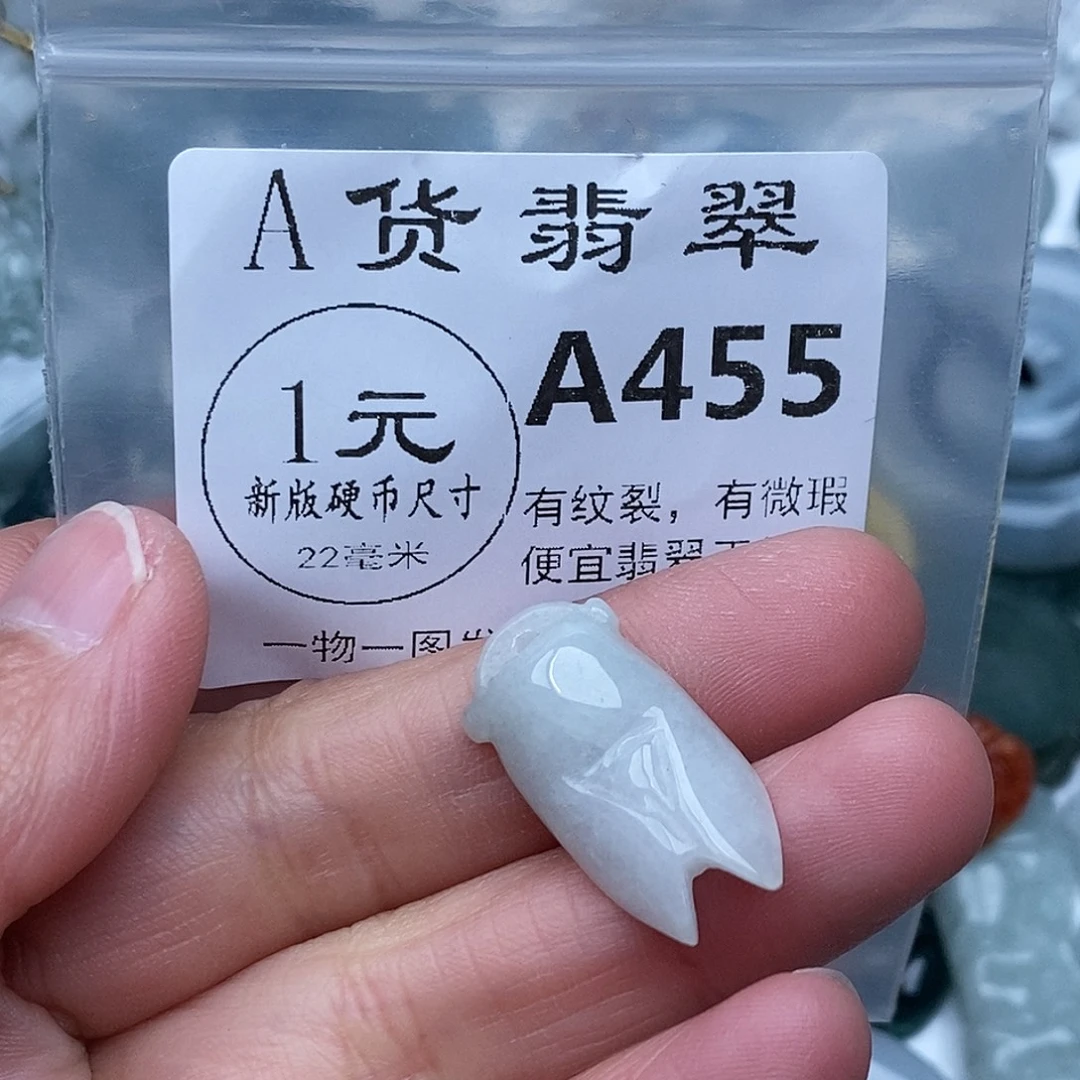 A货翡翠
1元
新版硬币尺寸
22毫米
A455
有纹裂，有微瑕
便宜翡翠
一物一图